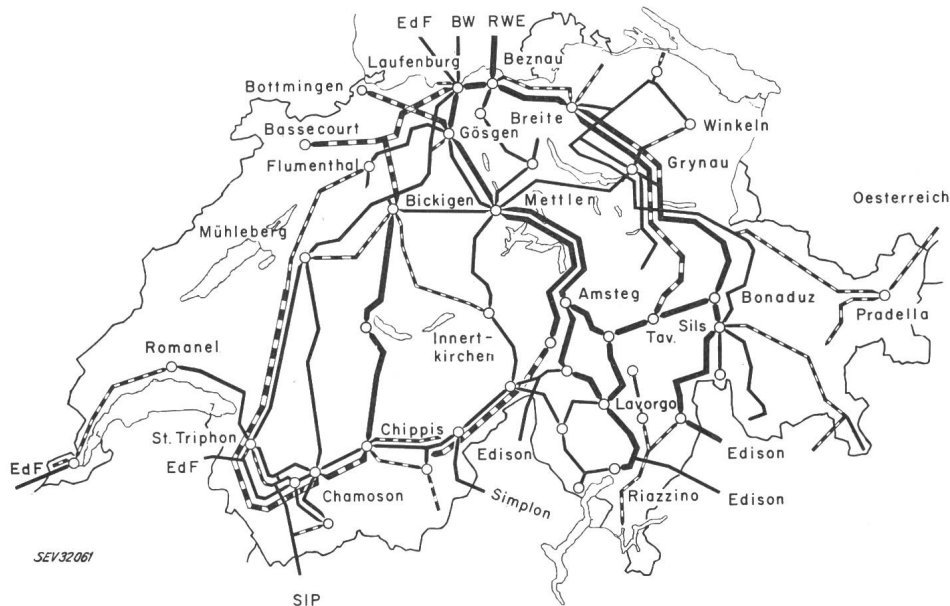 EdF BW RWE
Laufenburg
Beznau
Bottmingen
Breite
Bassecourt
Gösgen
Winkeln
Flumenthal
Grynau
Bickigen
Mettlen
Oesterreich
Mühleberg
Amsteg
Bonaduz
Pradella
Innert-
kirchen
Tav.
Sils
Romanel
Lavorgo
St. Triphon
Chippis
Edison
Edison
EdF
EdF
Chamoson
Simplon
Riazzino
Edison
SEV32061
SIP